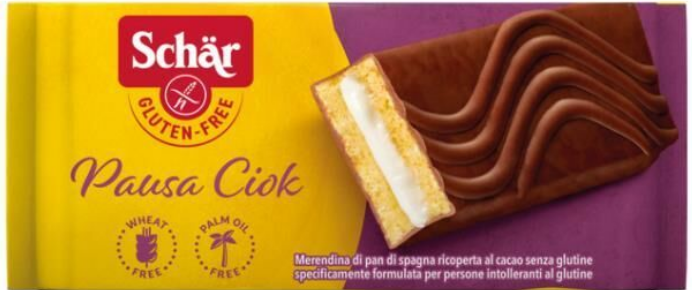 Schär
GLUTEN-FREE
Pausa Ciok
WHEAT
FREE
PALM OIL
FREE
Merendina di pan di spagna ricoperta al cacao senza glutine
specificamente formulata per persone intolleranti al glutine